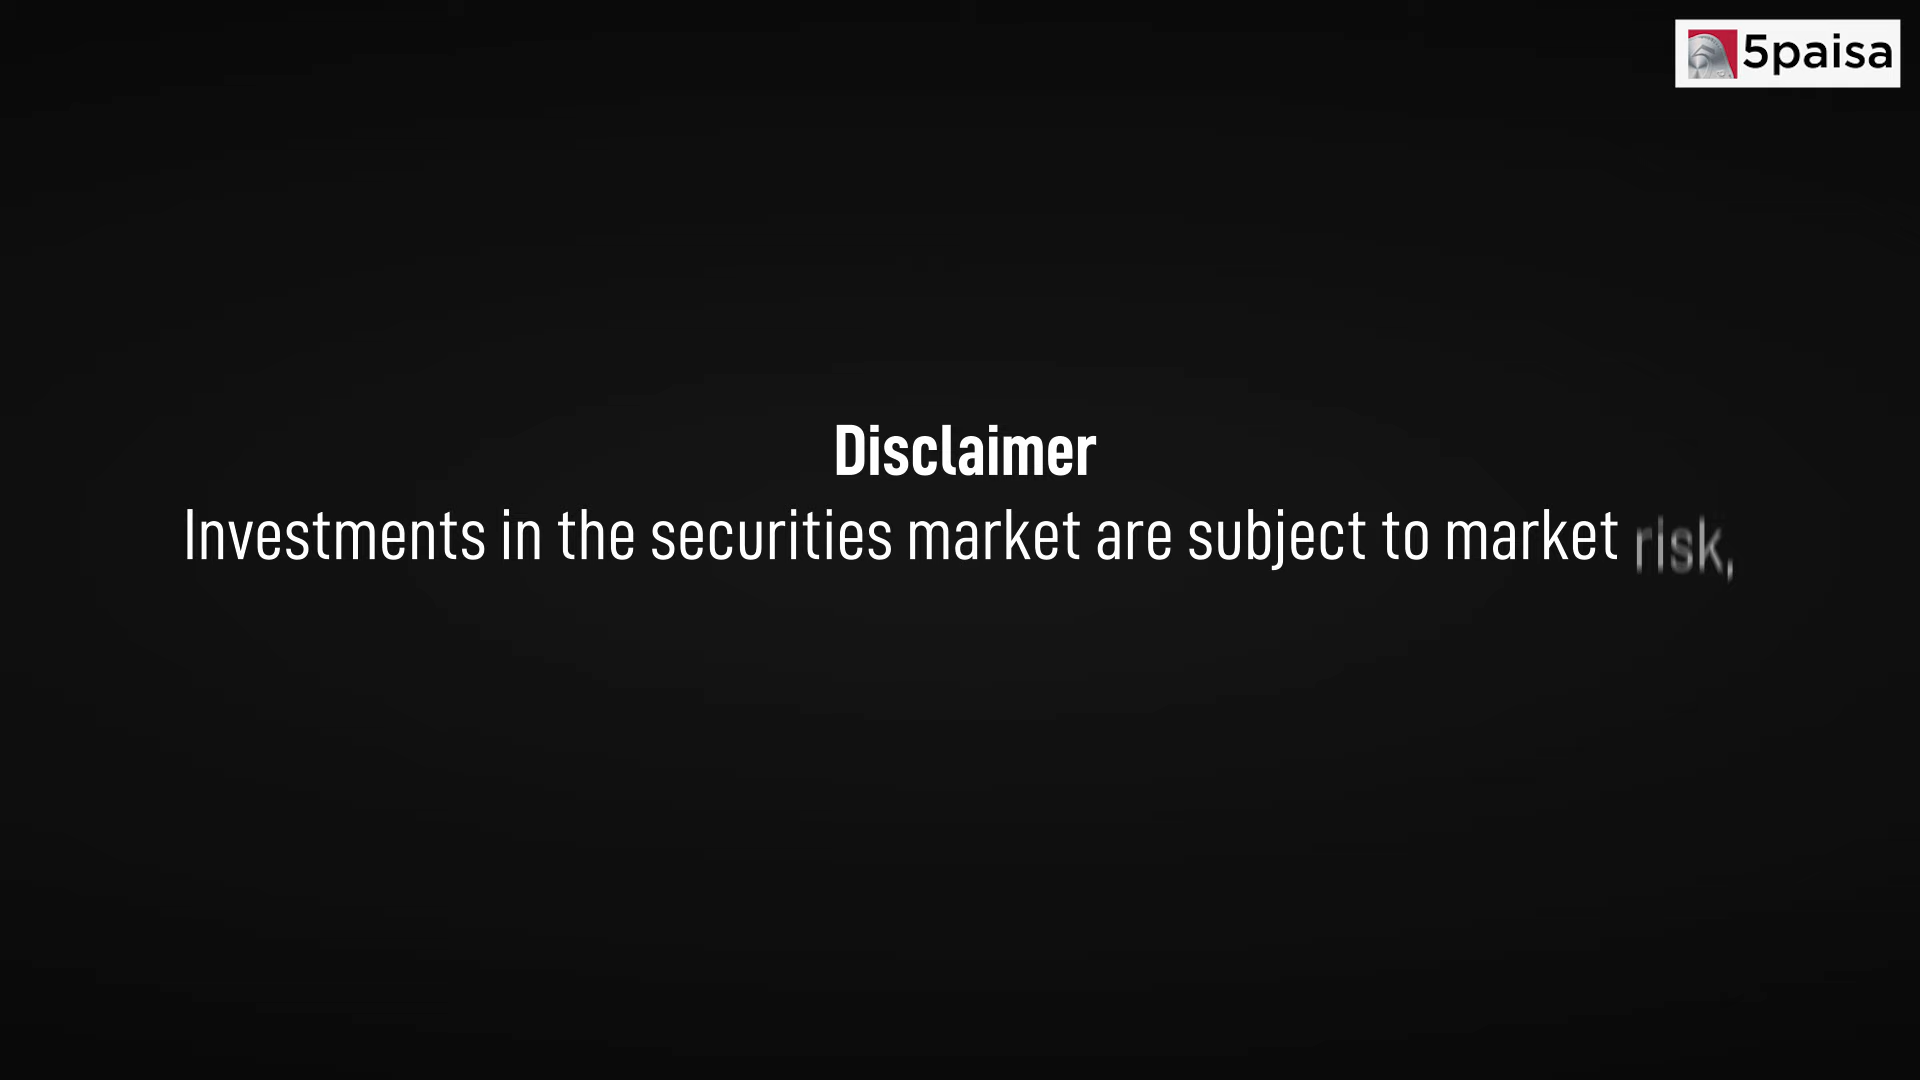 5paisa
Disclaimer
Investments in the securities market are subject to market risk,